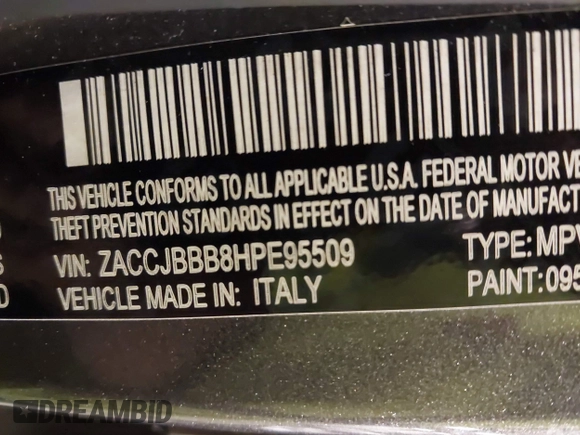 THIS VEHICLE CONFORMS TO ALL APPLICABLE U.S.A. FEDERAL MOTOR VE
THEFT PREVENTION STANDARDS IN EFFECT ON THE DATE OF MANUFACT
VIN: ZACCJBBB8HPE95509 TYPE: MPV
VEHICLE MADE IN: ITALY PAINT: 095
DREAMBID